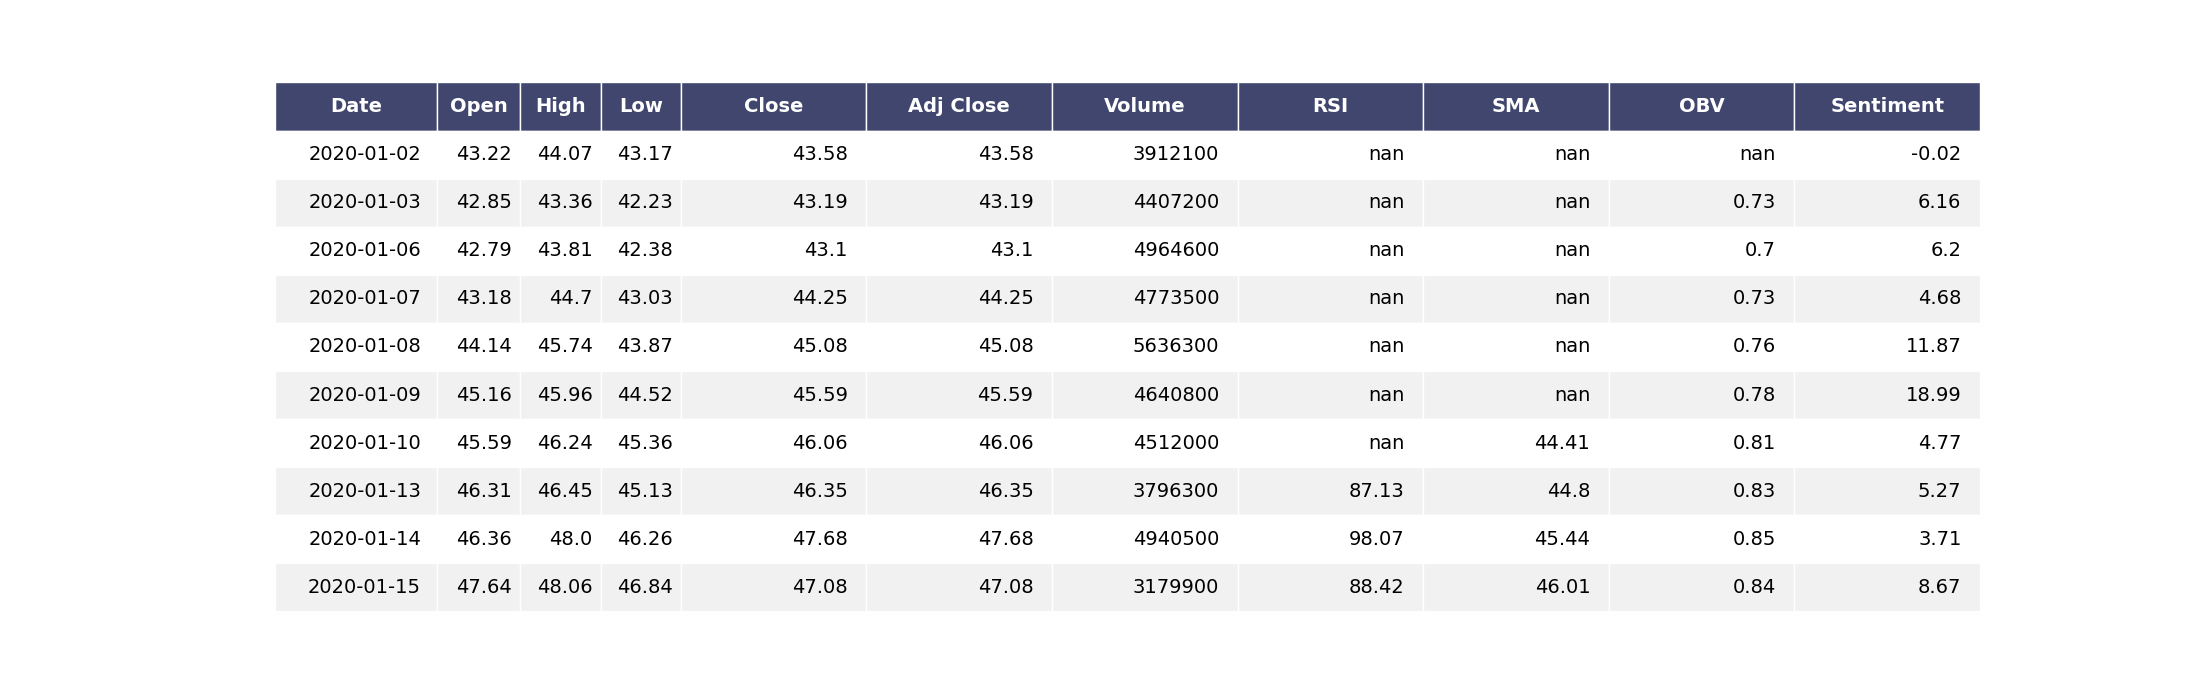 Date Open High Low Close Adj Close Volume RSI SMA OBV Sentiment
2020-01-02 43.22 44.07 43.17 43.58 43.58 3912100 nan nan nan -0.02
2020-01-03 42.85 43.36 42.23 43.19 43.19 4407200 nan nan 0.73 6.16
2020-01-06 42.79 43.81 42.38 43.1 43.1 4964600 nan nan 0.7 6.2
2020-01-07 43.18 44.7 43.03 44.25 44.25 4773500 nan nan 0.73 4.68
2020-01-08 44.14 45.74 43.87 45.08 45.08 5636300 nan nan 0.76 11.87
2020-01-09 45.16 45.96 44.52 45.59 45.59 4640800 nan nan 0.78 18.99
2020-01-10 45.59 46.24 45.36 46.06 46.06 4512000 nan 44.41 0.81 4.77
2020-01-13 46.31 46.45 45.13 46.35 46.35 3796300 87.13 44.8 0.83 5.27
2020-01-14 46.36 48.0 46.26 47.68 47.68 4940500 98.07 45.44 0.85 3.71
2020-01-15 47.64 48.06 46.84 47.08 47.08 3179900 88.42 46.01 0.84 8.67